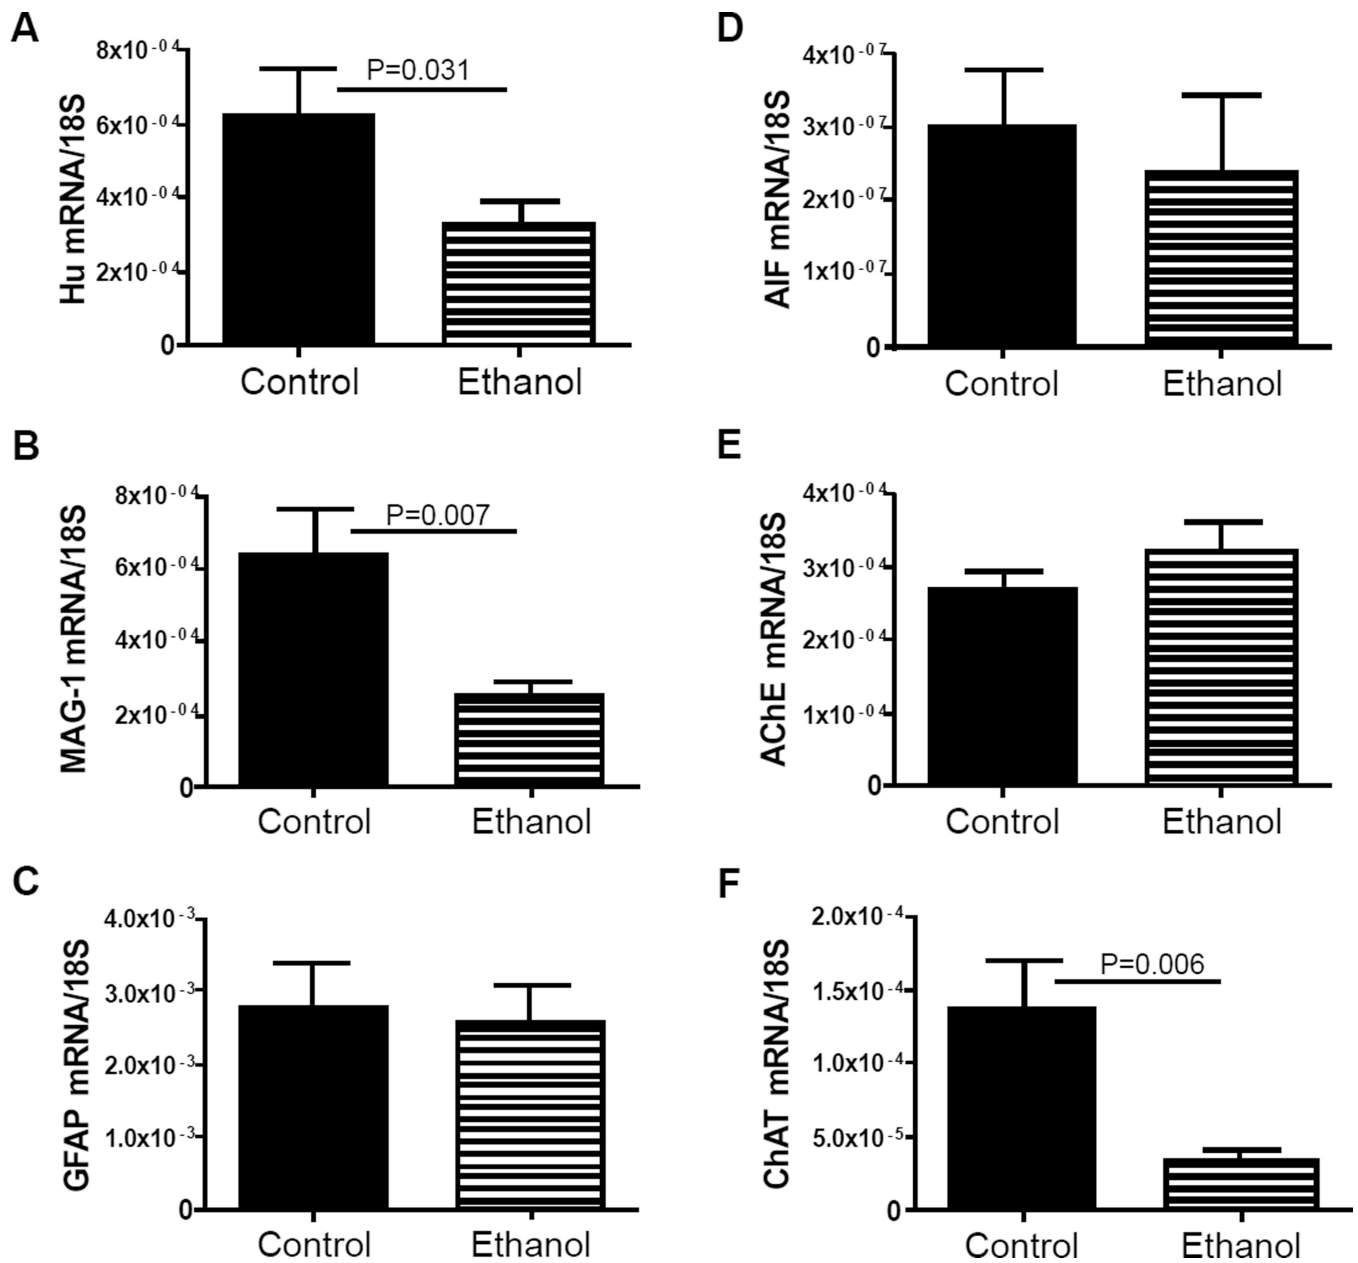 A
Hu mRNA/18S
8x10⁻⁰⁴
6x10⁻⁰⁴
4x10⁻⁰⁴
2x10⁻⁰⁴
0
P=0.031
Control Ethanol
B
MAG-1 mRNA/18S
8x10⁻⁰⁴
6x10⁻⁰⁴
4x10⁻⁰⁴
2x10⁻⁰⁴
0
P=0.007
Control Ethanol
C
GFAP mRNA/18S
4.0x10⁻³
3.0x10⁻³
2.0x10⁻³
1.0x10⁻³
0
Control Ethanol
D
AIF mRNA/18S
4x10⁻⁰⁷
3x10⁻⁰⁷
2x10⁻⁰⁷
1x10⁻⁰⁷
0
Control Ethanol
E
AChE mRNA/18S
4x10⁻⁰⁴
3x10⁻⁰⁴
2x10⁻⁰⁴
1x10⁻⁰⁴
0
Control Ethanol
F
ChAT mRNA/18S
2.0x10⁻⁴
1.5x10⁻⁴
1.0x10⁻⁴
5.0x10⁻⁵
0
P=0.006
Control Ethanol